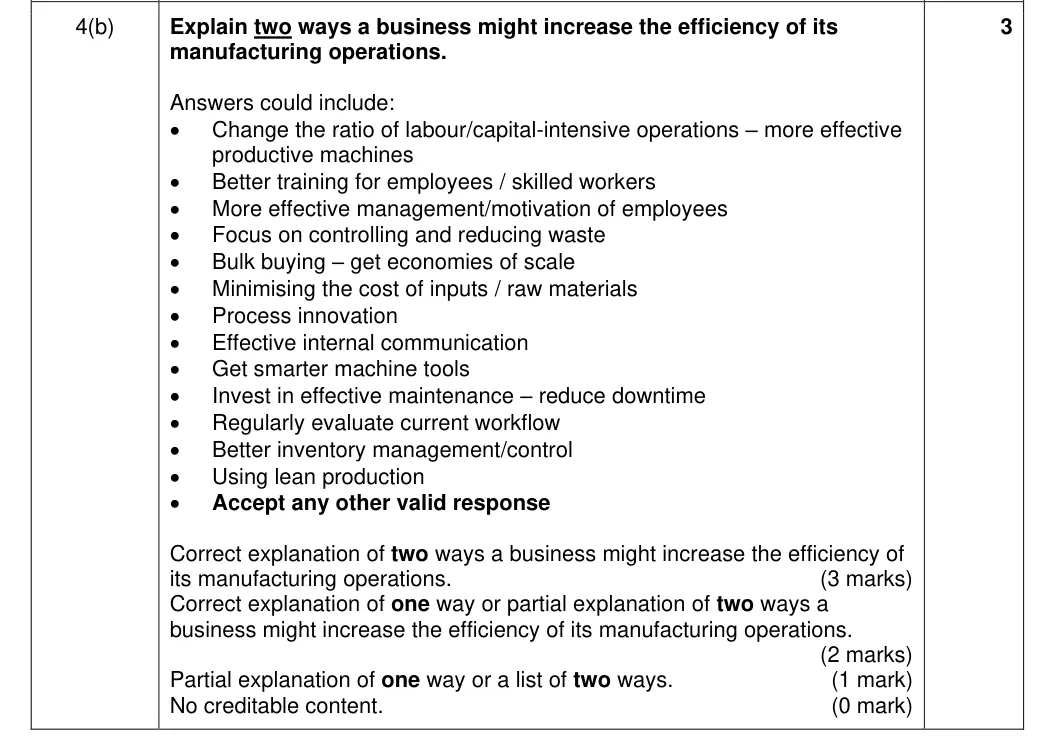 4(b) Explain two ways a business might increase the efficiency of its 3
manufacturing operations.
Answers could include:
• Change the ratio of labour/capital-intensive operations – more effective
productive machines
• Better training for employees / skilled workers
• More effective management/motivation of employees
• Focus on controlling and reducing waste
• Bulk buying – get economies of scale
• Minimising the cost of inputs / raw materials
• Process innovation
• Effective internal communication
• Get smarter machine tools
• Invest in effective maintenance – reduce downtime
• Regularly evaluate current workflow
• Better inventory management/control
• Using lean production
• Accept any other valid response
Correct explanation of two ways a business might increase the efficiency of
its manufacturing operations. (3 marks)
Correct explanation of one way or partial explanation of two ways a
business might increase the efficiency of its manufacturing operations.
(2 marks)
Partial explanation of one way or a list of two ways. (1 mark)
No creditable content. (0 mark)